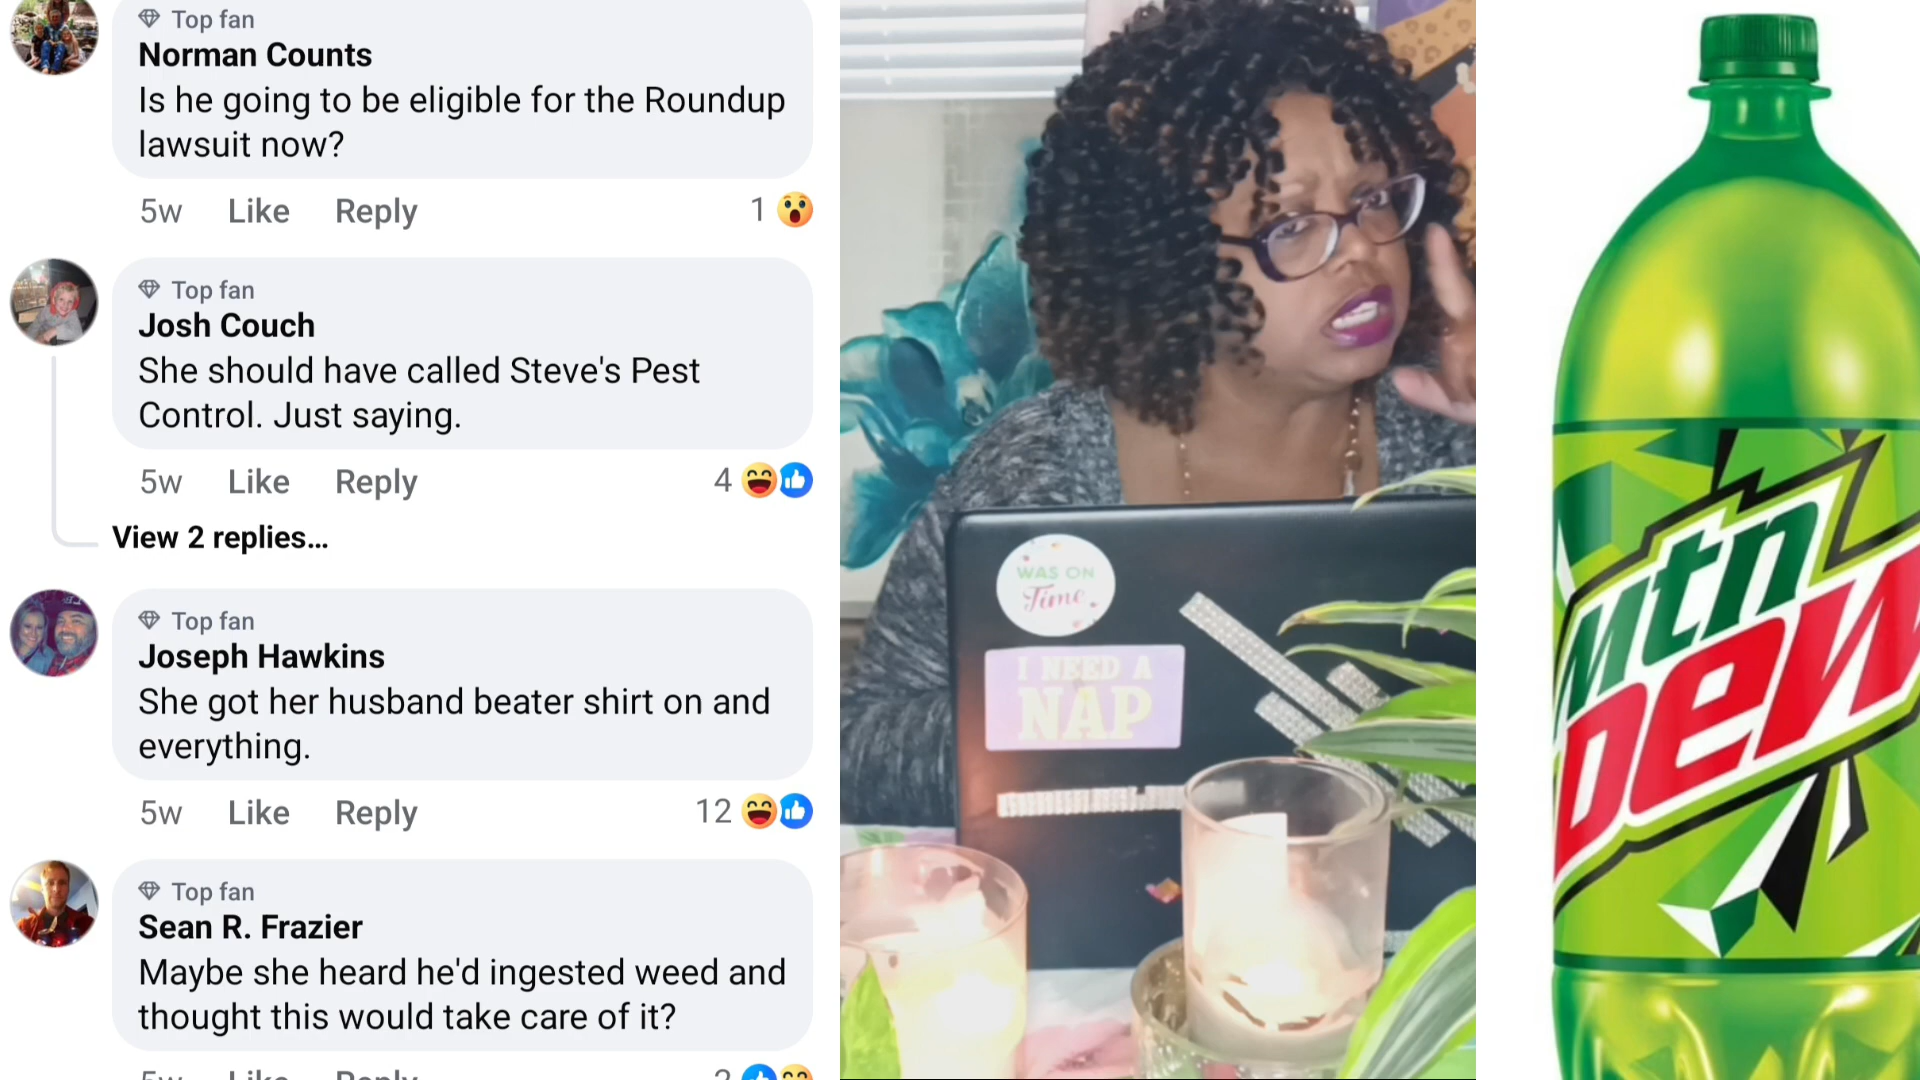 Top fan
Norman Counts
Is he going to be eligible for the Roundup
lawsuit now?
5w Like Reply 1
Top fan
Josh Couch
She should have called Steve's Pest
Control. Just saying.
5w Like Reply 4
View 2 replies...
Top fan
Joseph Hawkins
She got her husband beater shirt on and
everything.
5w Like Reply 12
Top fan
Sean R. Frazier
Maybe she heard he'd ingested weed and
thought this would take care of it?
5w Like Reply 2
WAS ON
Time
I NEED A
NAP
mtn
Dew